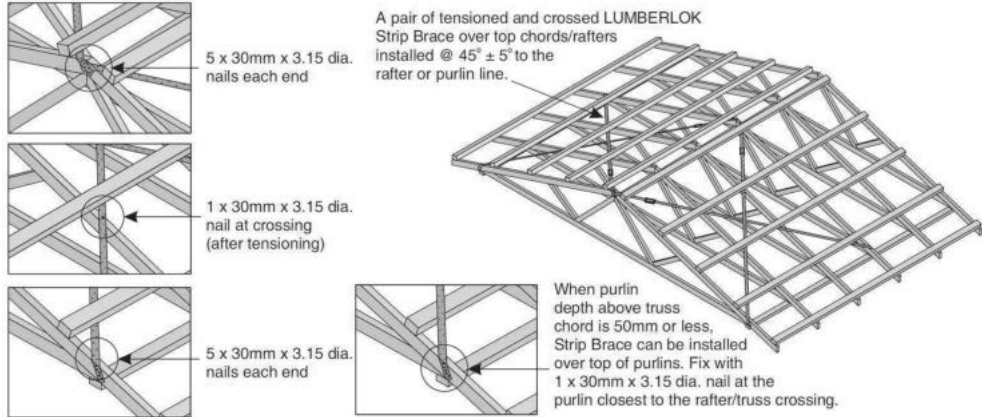 5 x 30mm x 3.15 dia.
nails each end
1 x 30mm x 3.15 dia.
nail at crossing
(after tensioning)
5 x 30mm x 3.15 dia.
nails each end
A pair of tensioned and crossed LUMBERLOK
Strip Brace over top chords/rafters
installed @ 45° ± 5° to the
rafter or purlin line.
When purlin
depth above truss
chord is 50mm or less,
Strip Brace can be installed
over top of purlins. Fix with
1 x 30mm x 3.15 dia. nail at the
purlin closest to the rafter/truss crossing.